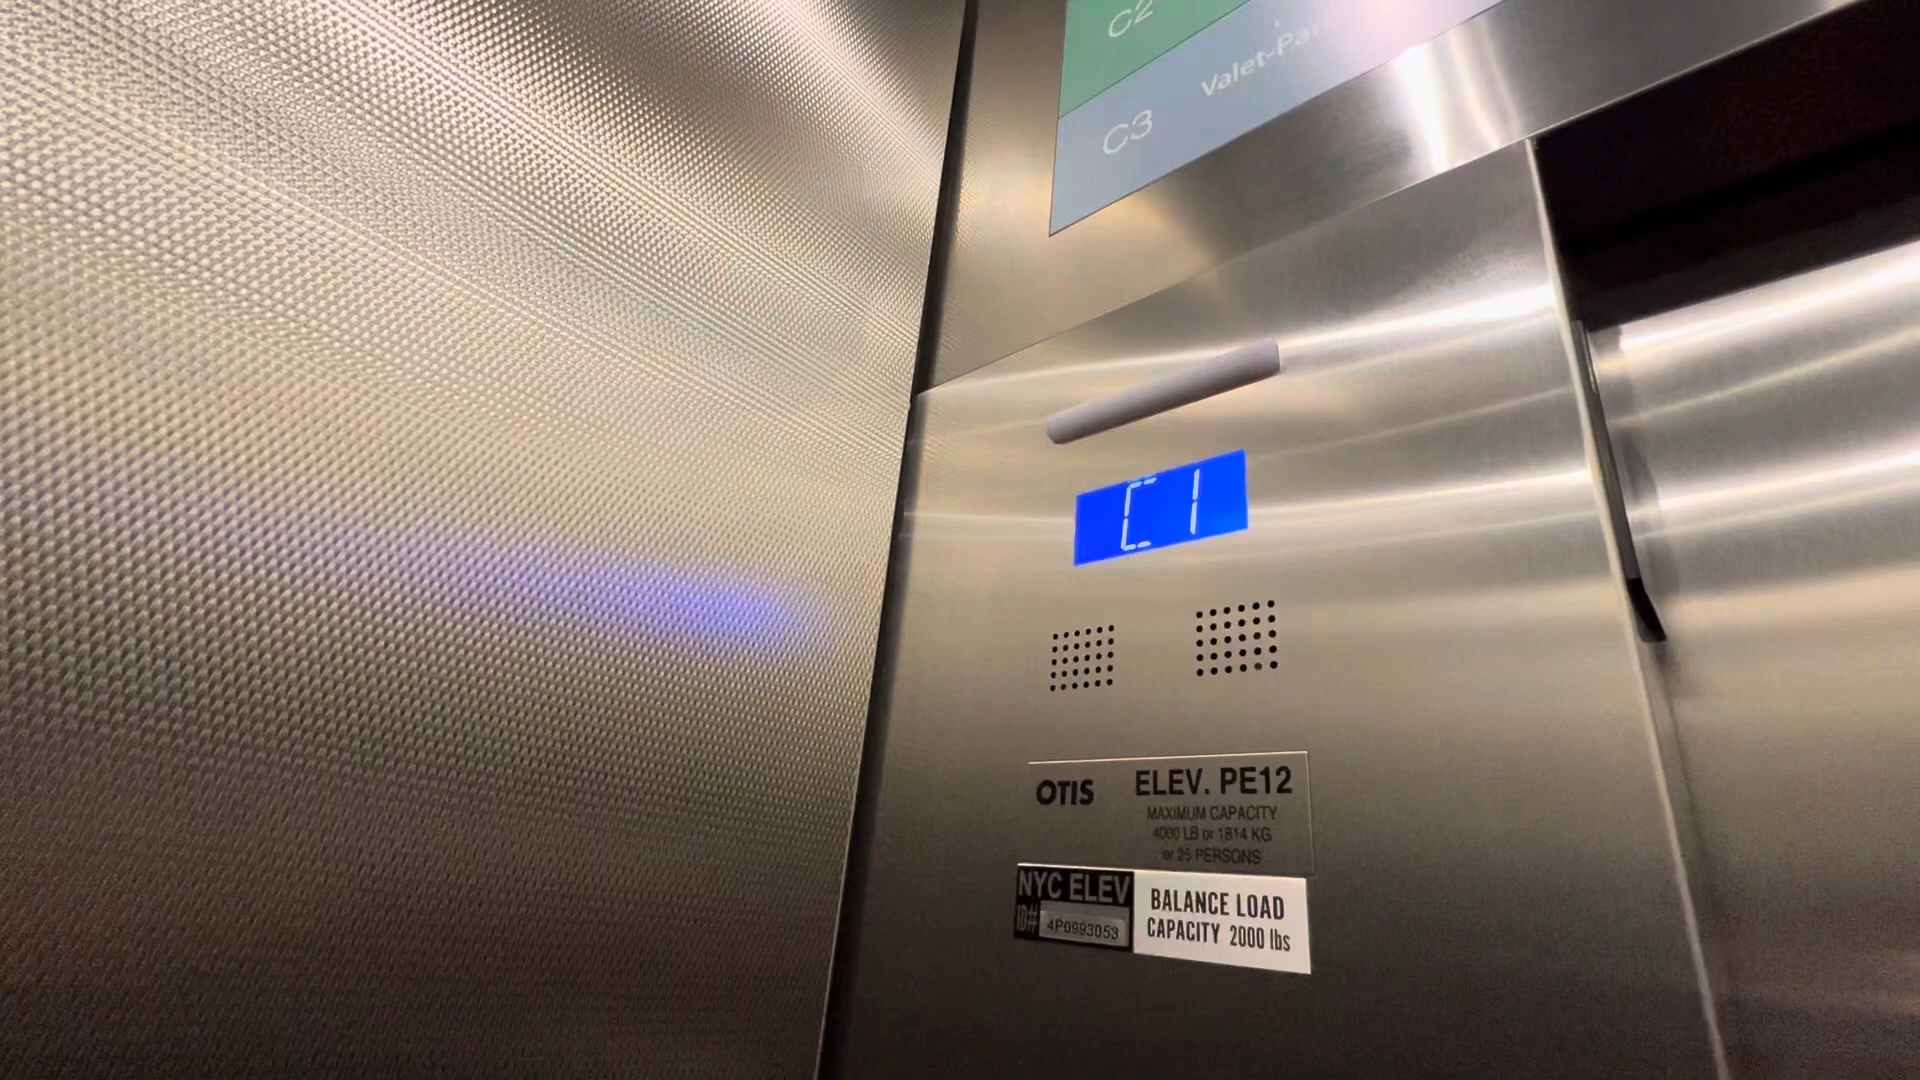 C2
C3 Valet-
C1
OTIS ELEV. PE12
MAXIMUM CAPACITY
4000 LB or 1814 KG
or 25 PERSONS
NYC ELEV
ID# 4P0993053
BALANCE LOAD
CAPACITY 2000 lbs